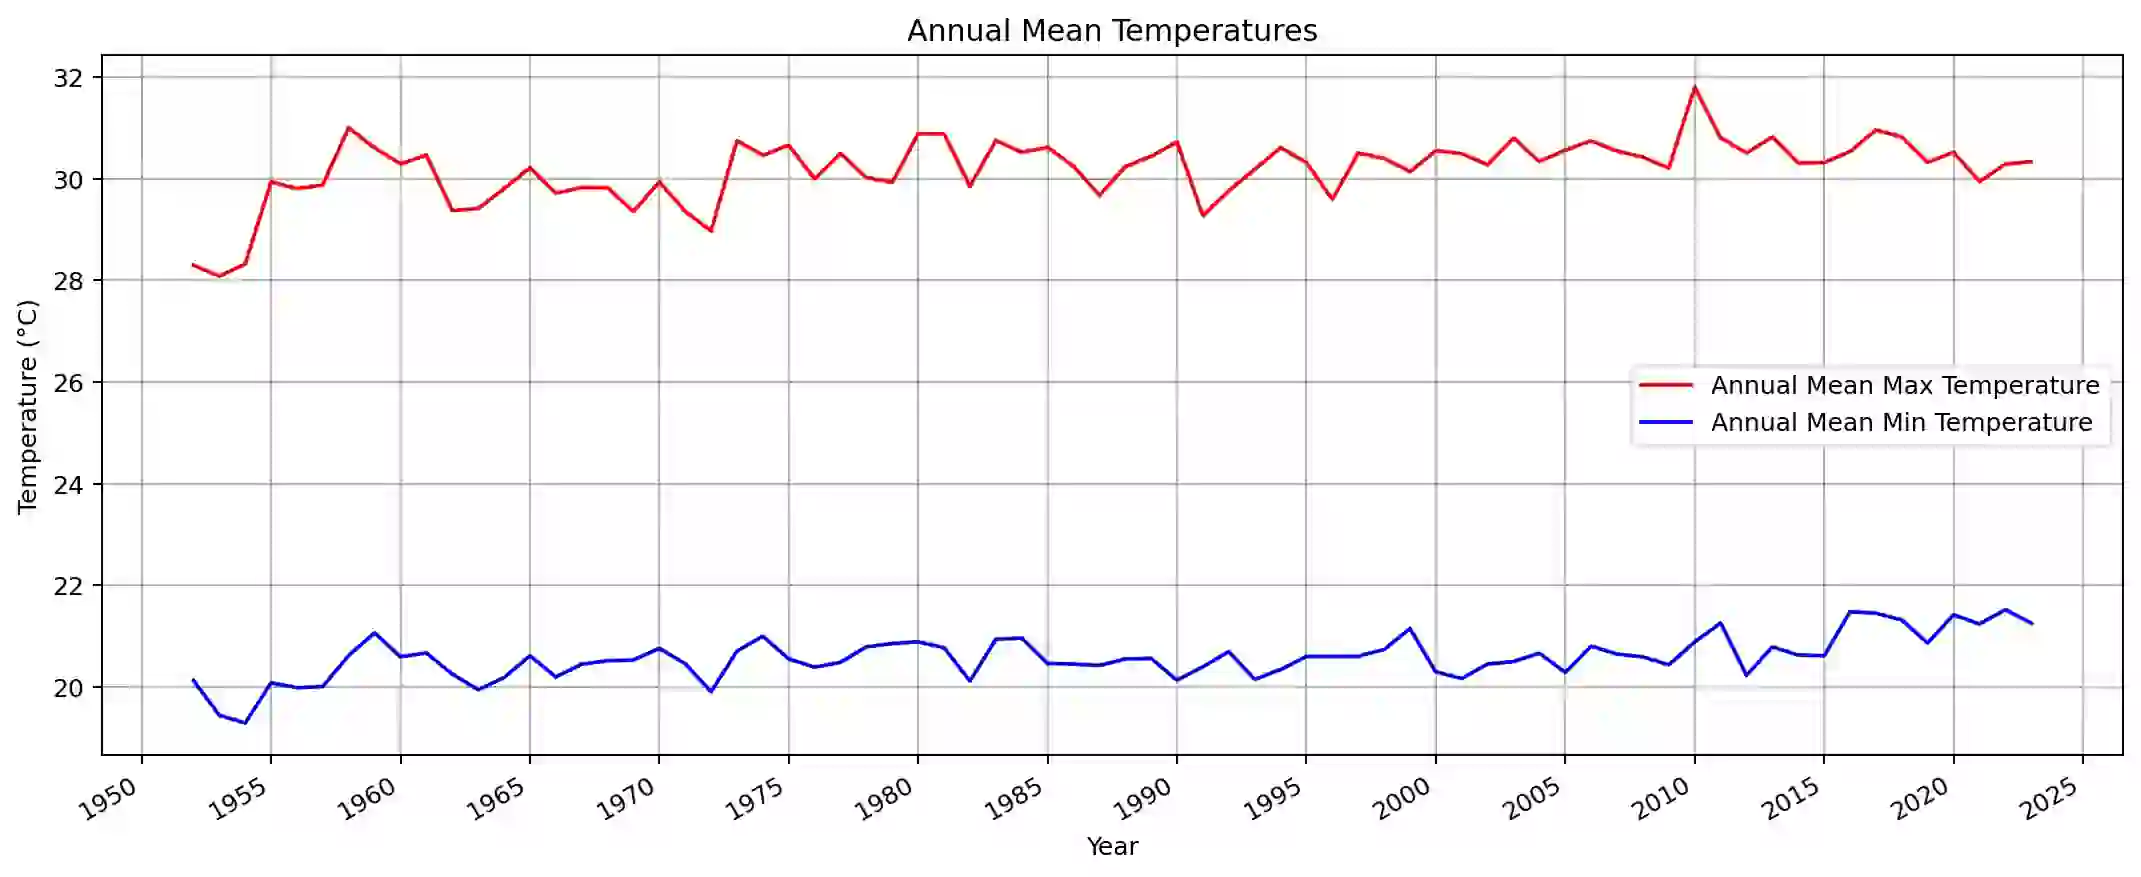 Annual Mean Temperatures
32
30
28
26
24
22
20
Temperature (°C)
Annual Mean Max Temperature
Annual Mean Min Temperature
1950 1955 1960 1965 1970 1975 1980 1985 1990 1995 2000 2005 2010 2015 2020 2025
Year